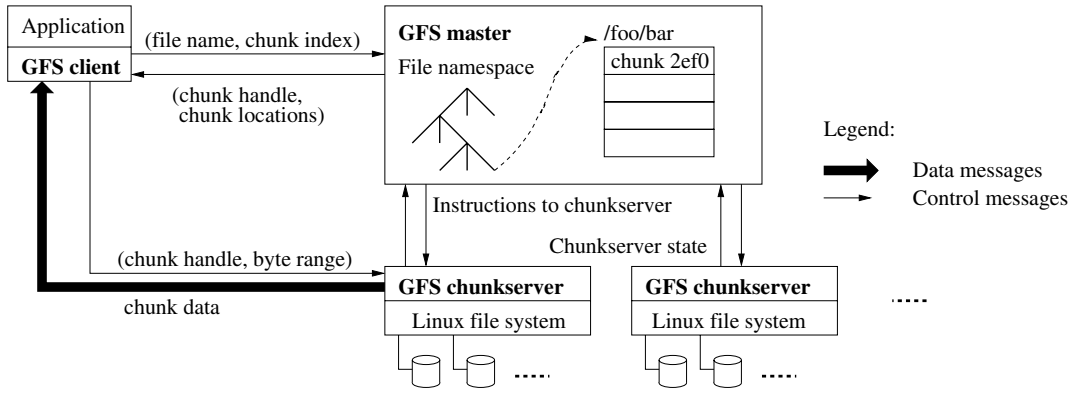 Application
GFS client
(file name, chunk index)
(chunk handle,
chunk locations)
GFS master
File namespace
/foo/bar
chunk 2ef0
Legend:
Data messages
Control messages
Instructions to chunkserver
Chunkserver state
(chunk handle, byte range)
chunk data
GFS chunkserver
Linux file system
GFS chunkserver
Linux file system